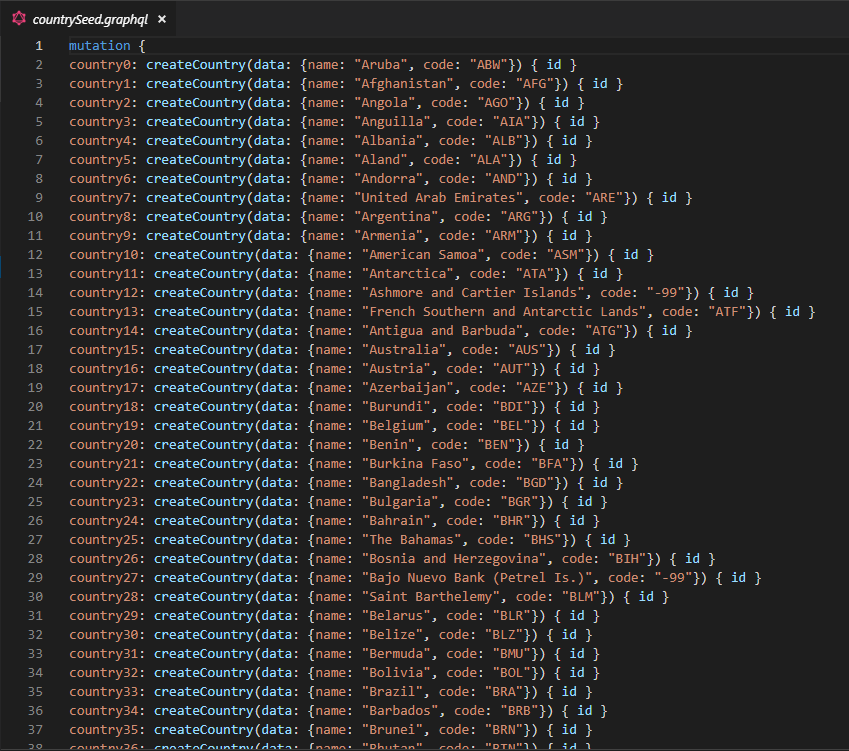 countrySeed.graphql ×
1 mutation {
2 country0: createCountry(data: {name: "Aruba", code: "ABW"}) { id }
3 country1: createCountry(data: {name: "Afghanistan", code: "AFG"}) { id }
4 country2: createCountry(data: {name: "Angola", code: "AGO"}) { id }
5 country3: createCountry(data: {name: "Anguilla", code: "AIA"}) { id }
6 country4: createCountry(data: {name: "Albania", code: "ALB"}) { id }
7 country5: createCountry(data: {name: "Aland", code: "ALA"}) { id }
8 country6: createCountry(data: {name: "Andorra", code: "AND"}) { id }
9 country7: createCountry(data: {name: "United Arab Emirates", code: "ARE"}) { id }
10 country8: createCountry(data: {name: "Argentina", code: "ARG"}) { id }
11 country9: createCountry(data: {name: "Armenia", code: "ARM"}) { id }
12 country10: createCountry(data: {name: "American Samoa", code: "ASM"}) { id }
13 country11: createCountry(data: {name: "Antarctica", code: "ATA"}) { id }
14 country12: createCountry(data: {name: "Ashmore and Cartier Islands", code: "-99"}) { id }
15 country13: createCountry(data: {name: "French Southern and Antarctic Lands", code: "ATF"}) { id }
16 country14: createCountry(data: {name: "Antigua and Barbuda", code: "ATG"}) { id }
17 country15: createCountry(data: {name: "Australia", code: "AUS"}) { id }
18 country16: createCountry(data: {name: "Austria", code: "AUT"}) { id }
19 country17: createCountry(data: {name: "Azerbaijan", code: "AZE"}) { id }
20 country18: createCountry(data: {name: "Burundi", code: "BDI"}) { id }
21 country19: createCountry(data: {name: "Belgium", code: "BEL"}) { id }
22 country20: createCountry(data: {name: "Benin", code: "BEN"}) { id }
23 country21: createCountry(data: {name: "Burkina Faso", code: "BFA"}) { id }
24 country22: createCountry(data: {name: "Bangladesh", code: "BGD"}) { id }
25 country23: createCountry(data: {name: "Bulgaria", code: "BGR"}) { id }
26 country24: createCountry(data: {name: "Bahrain", code: "BHR"}) { id }
27 country25: createCountry(data: {name: "The Bahamas", code: "BHS"}) { id }
28 country26: createCountry(data: {name: "Bosnia and Herzegovina", code: "BIH"}) { id }
29 country27: createCountry(data: {name: "Bajo Nuevo Bank (Petrel Is.)", code: "-99"}) { id }
30 country28: createCountry(data: {name: "Saint Barthelemy", code: "BLM"}) { id }
31 country29: createCountry(data: {name: "Belarus", code: "BLR"}) { id }
32 country30: createCountry(data: {name: "Belize", code: "BLZ"}) { id }
33 country31: createCountry(data: {name: "Bermuda", code: "BMU"}) { id }
34 country32: createCountry(data: {name: "Bolivia", code: "BOL"}) { id }
35 country33: createCountry(data: {name: "Brazil", code: "BRA"}) { id }
36 country34: createCountry(data: {name: "Barbados", code: "BRB"}) { id }
37 country35: createCountry(data: {name: "Brunei", code: "BRN"}) { id }
38 country36: createCountry(data: {name: "Bhutan", code: "BTN"}) { id }